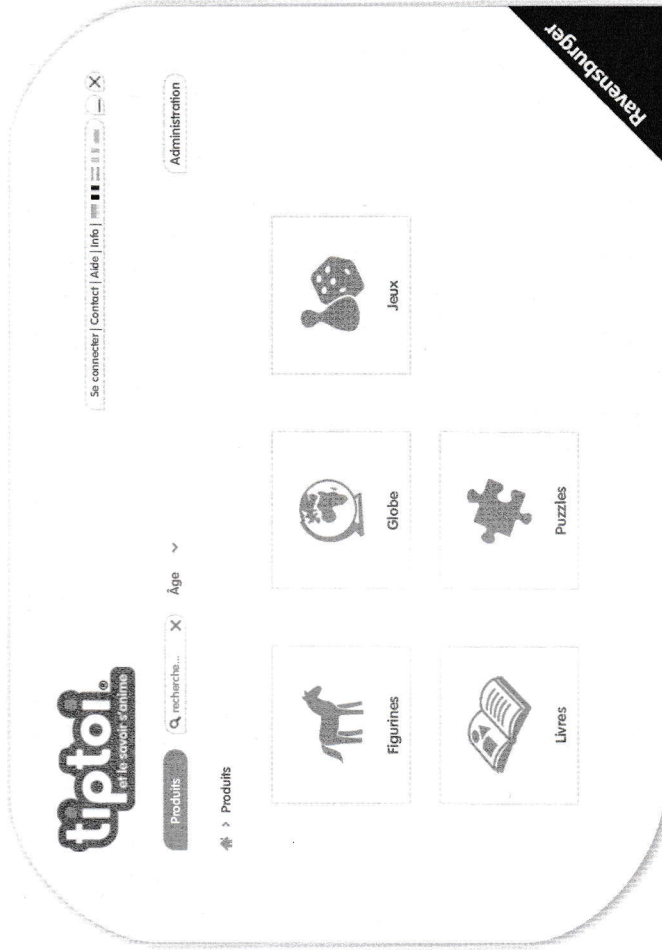 Se connecter | Contact | Aide | Info |
tiptoi®
et le savoir s'anime
Produits
recherche...
Âge
Administration
> Produits
Figurines
Globe
Jeux
Livres
Puzzles
Ravensburger